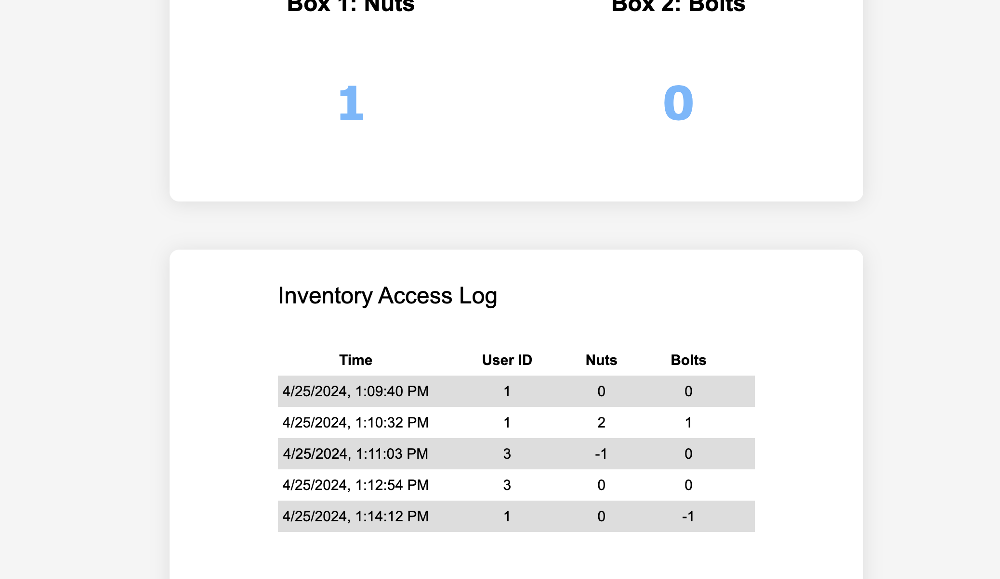 Box 1: Nuts Box 2: Bolts
1 0
Inventory Access Log
Time User ID Nuts Bolts
4/25/2024, 1:09:40 PM 1 0 0
4/25/2024, 1:10:32 PM 1 2 1
4/25/2024, 1:11:03 PM 3 -1 0
4/25/2024, 1:12:54 PM 3 0 0
4/25/2024, 1:14:12 PM 1 0 -1